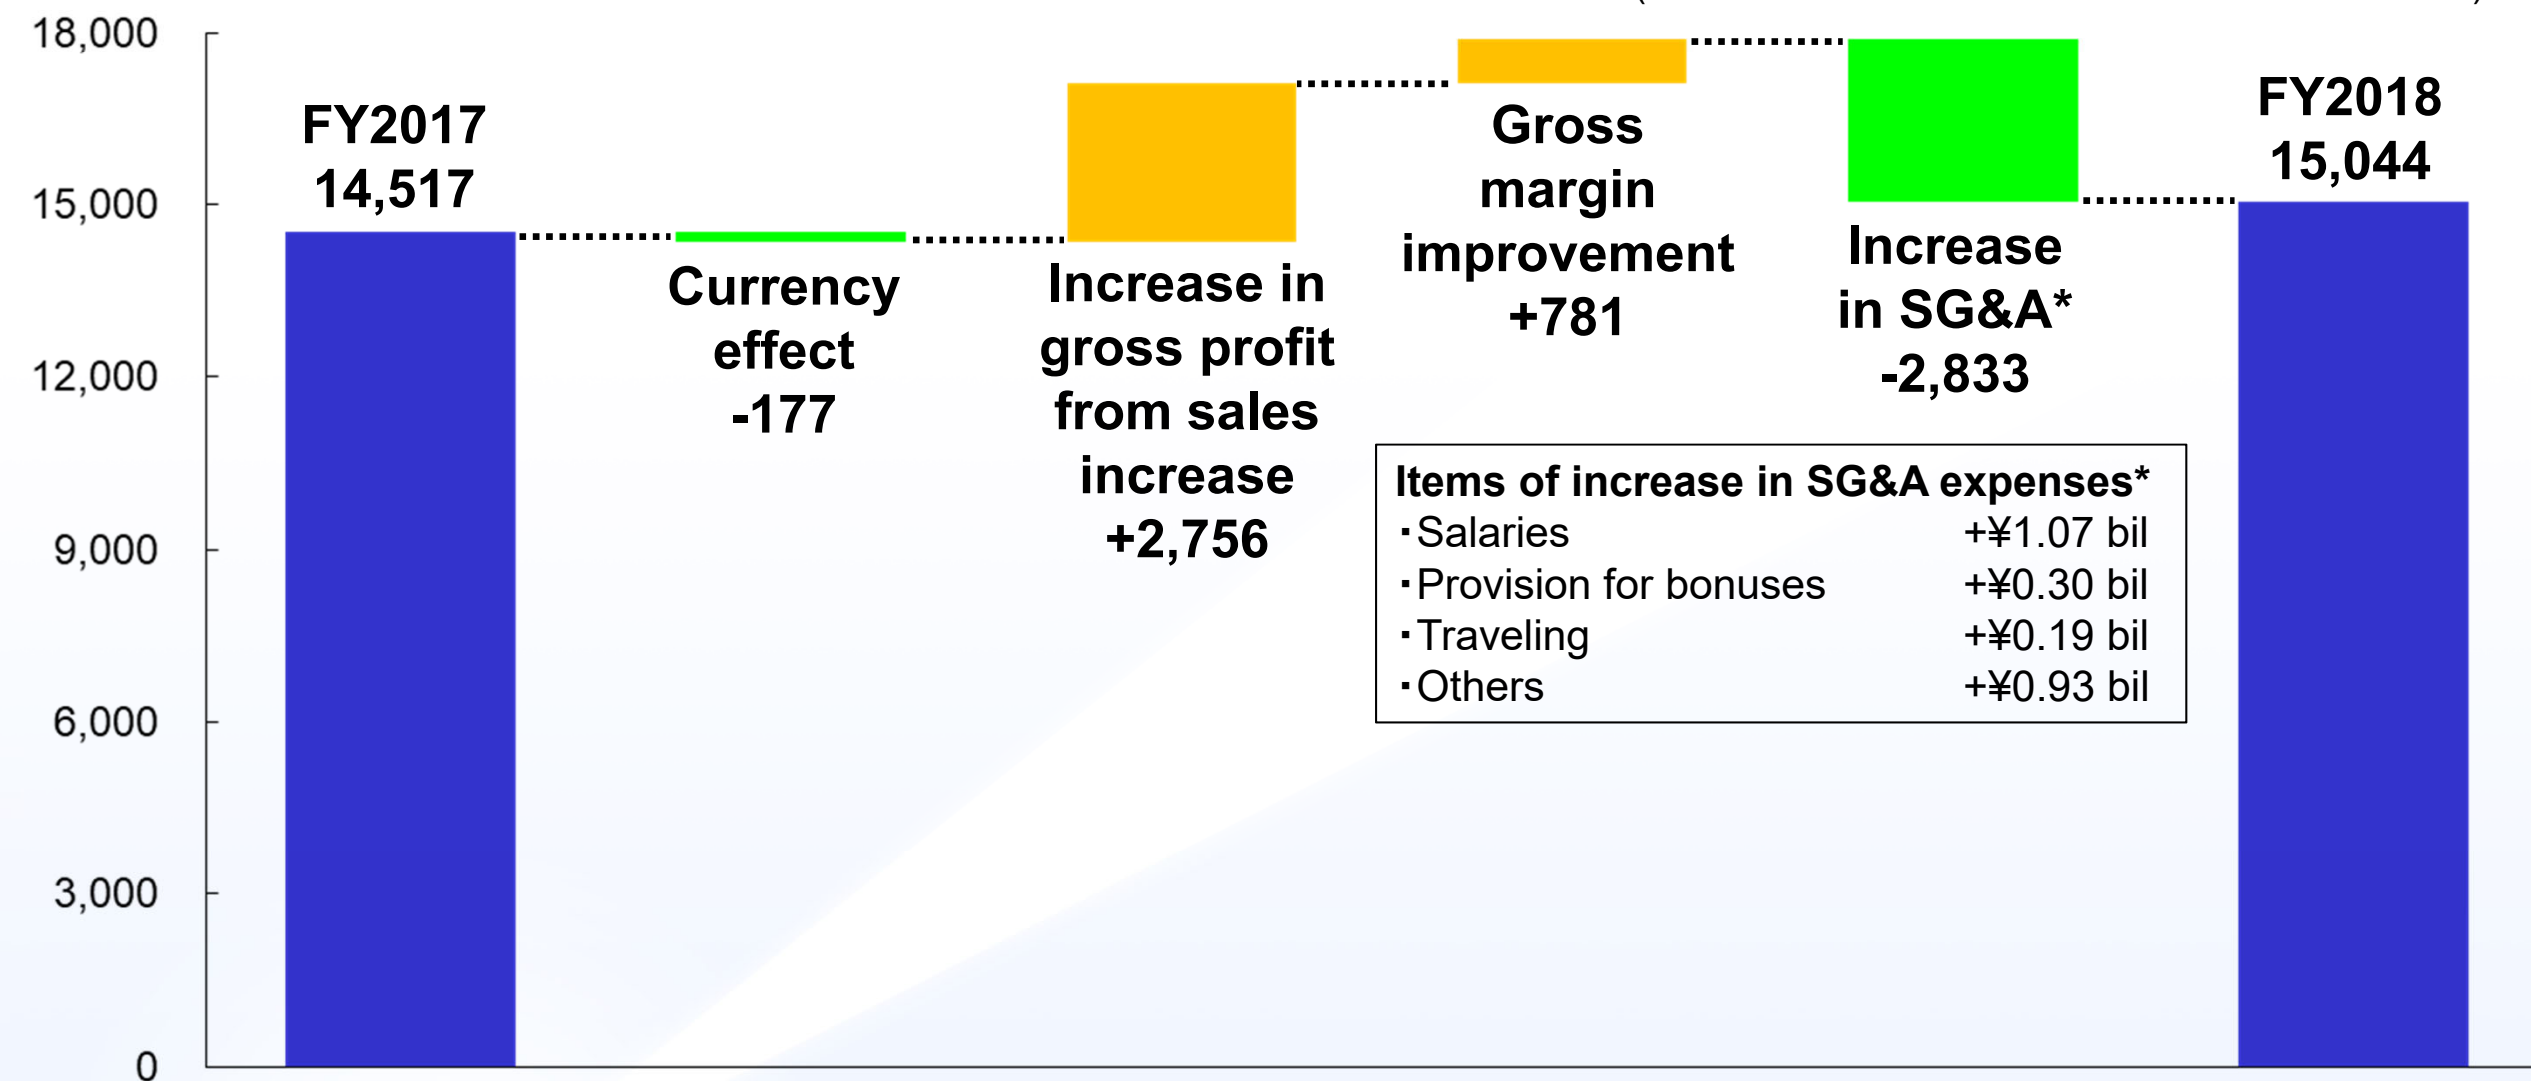 18,000
15,000
12,000
9,000
6,000
3,000
0
FY2017
14,517
Currency
effect
-177
Increase in
gross profit
from sales
increase
+2,756
Gross
margin
improvement
+781
Increase
in SG&A*
-2,833
FY2018
15,044
Items of increase in SG&A expenses*
・Salaries +¥1.07 bil
・Provision for bonuses +¥0.30 bil
・Traveling +¥0.19 bil
・Others +¥0.93 bil